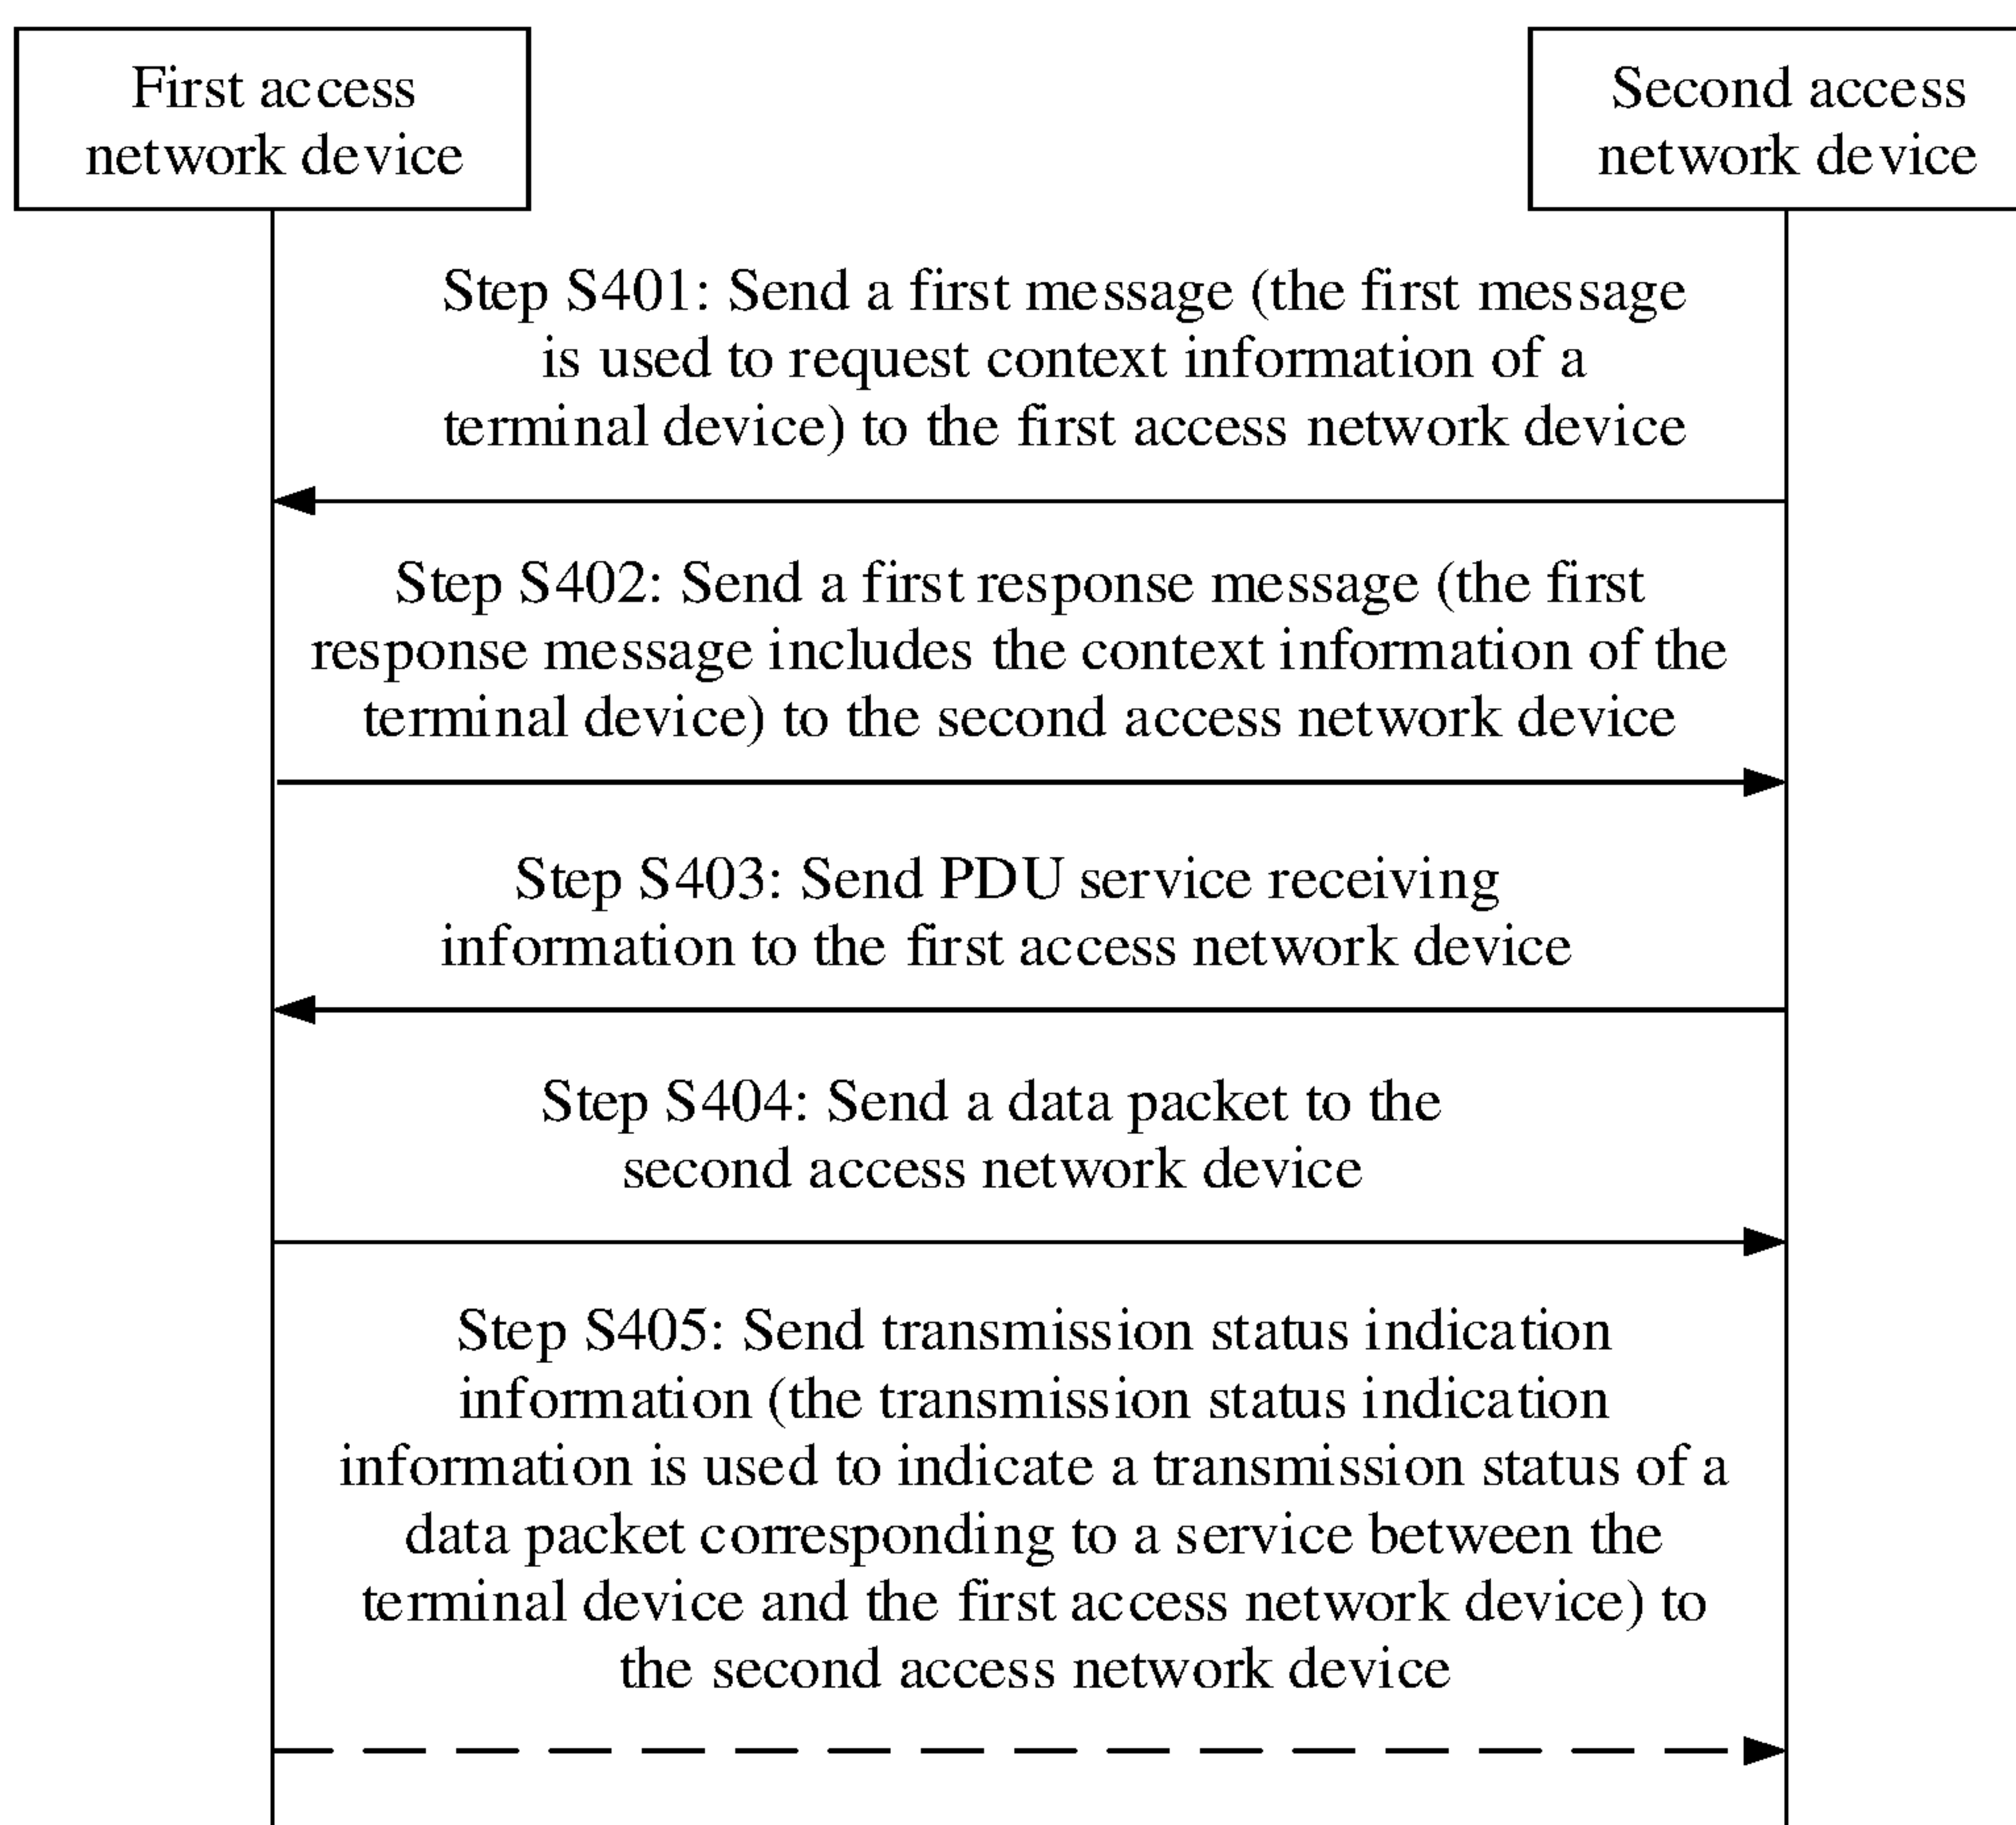 First access
network device
Second access
network device
Step S401: Send a first message (the first message
is used to request context information of a
terminal device) to the first access network device
Step S402: Send a first response message (the first
response message includes the context information of the
terminal device) to the second access network device
Step S403: Send PDU service receiving
information to the first access network device
Step S404: Send a data packet to the
second access network device
Step S405: Send transmission status indication
information (the transmission status indication
information is used to indicate a transmission status of a
data packet corresponding to a service between the
terminal device and the first access network device) to
the second access network device